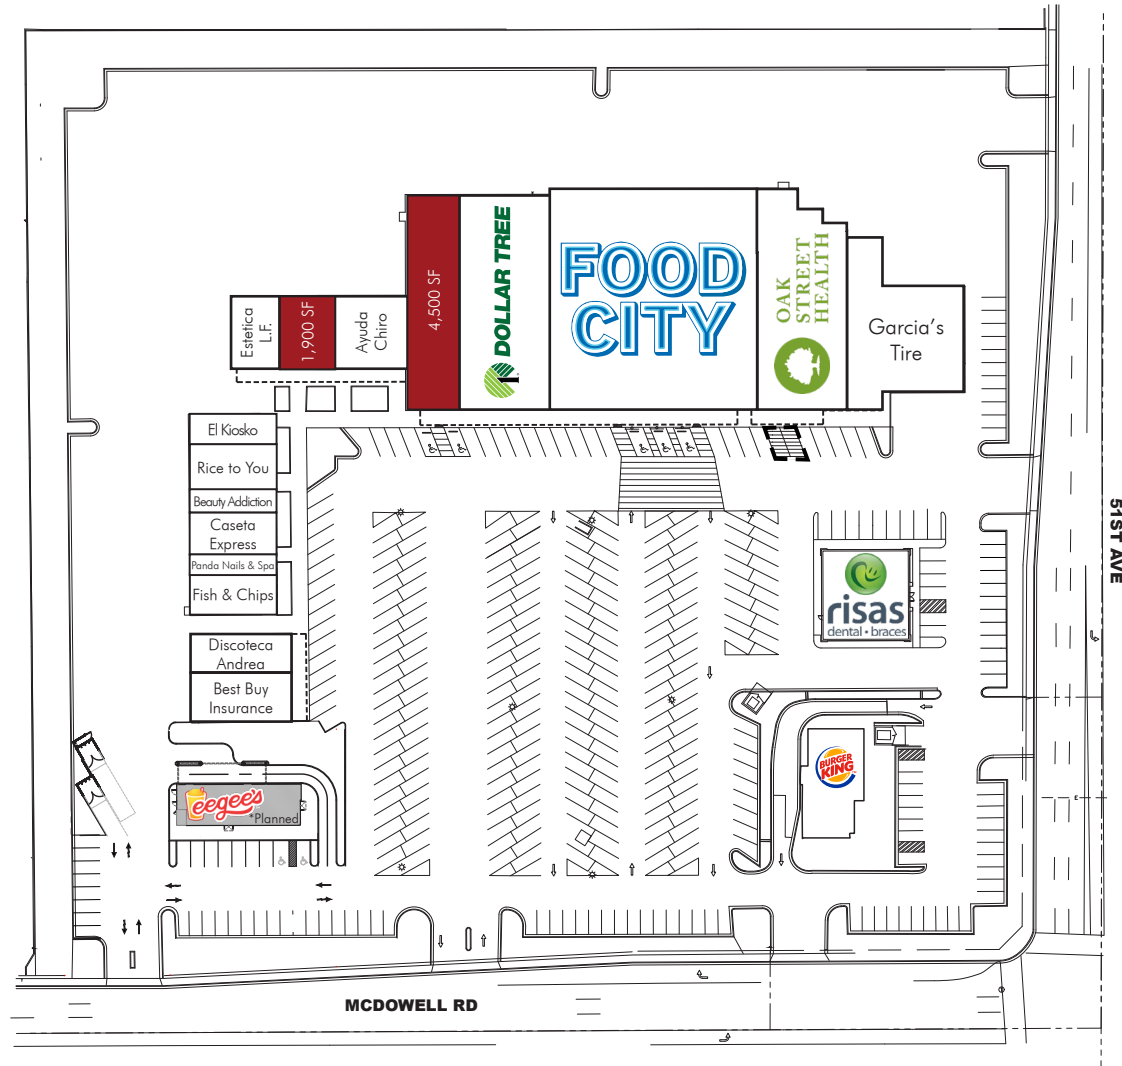 Estetica
L.F.
1,900 SF
Ayuda
Chiro
4,500 SF
DOLLAR TREE
FOOD
CITY
OAK
STREET
HEALTH
Garcia's
Tire
El Kiosko
Rice to You
Beauty Addiction
Caseta
Express
Panda Nails & Spa
Fish & Chips
Discoteca
Andrea
Best Buy
Insurance
eegee's
*Planned
risas
dental • braces
BURGER
KING
51ST AVE
E
MCDOWELL RD